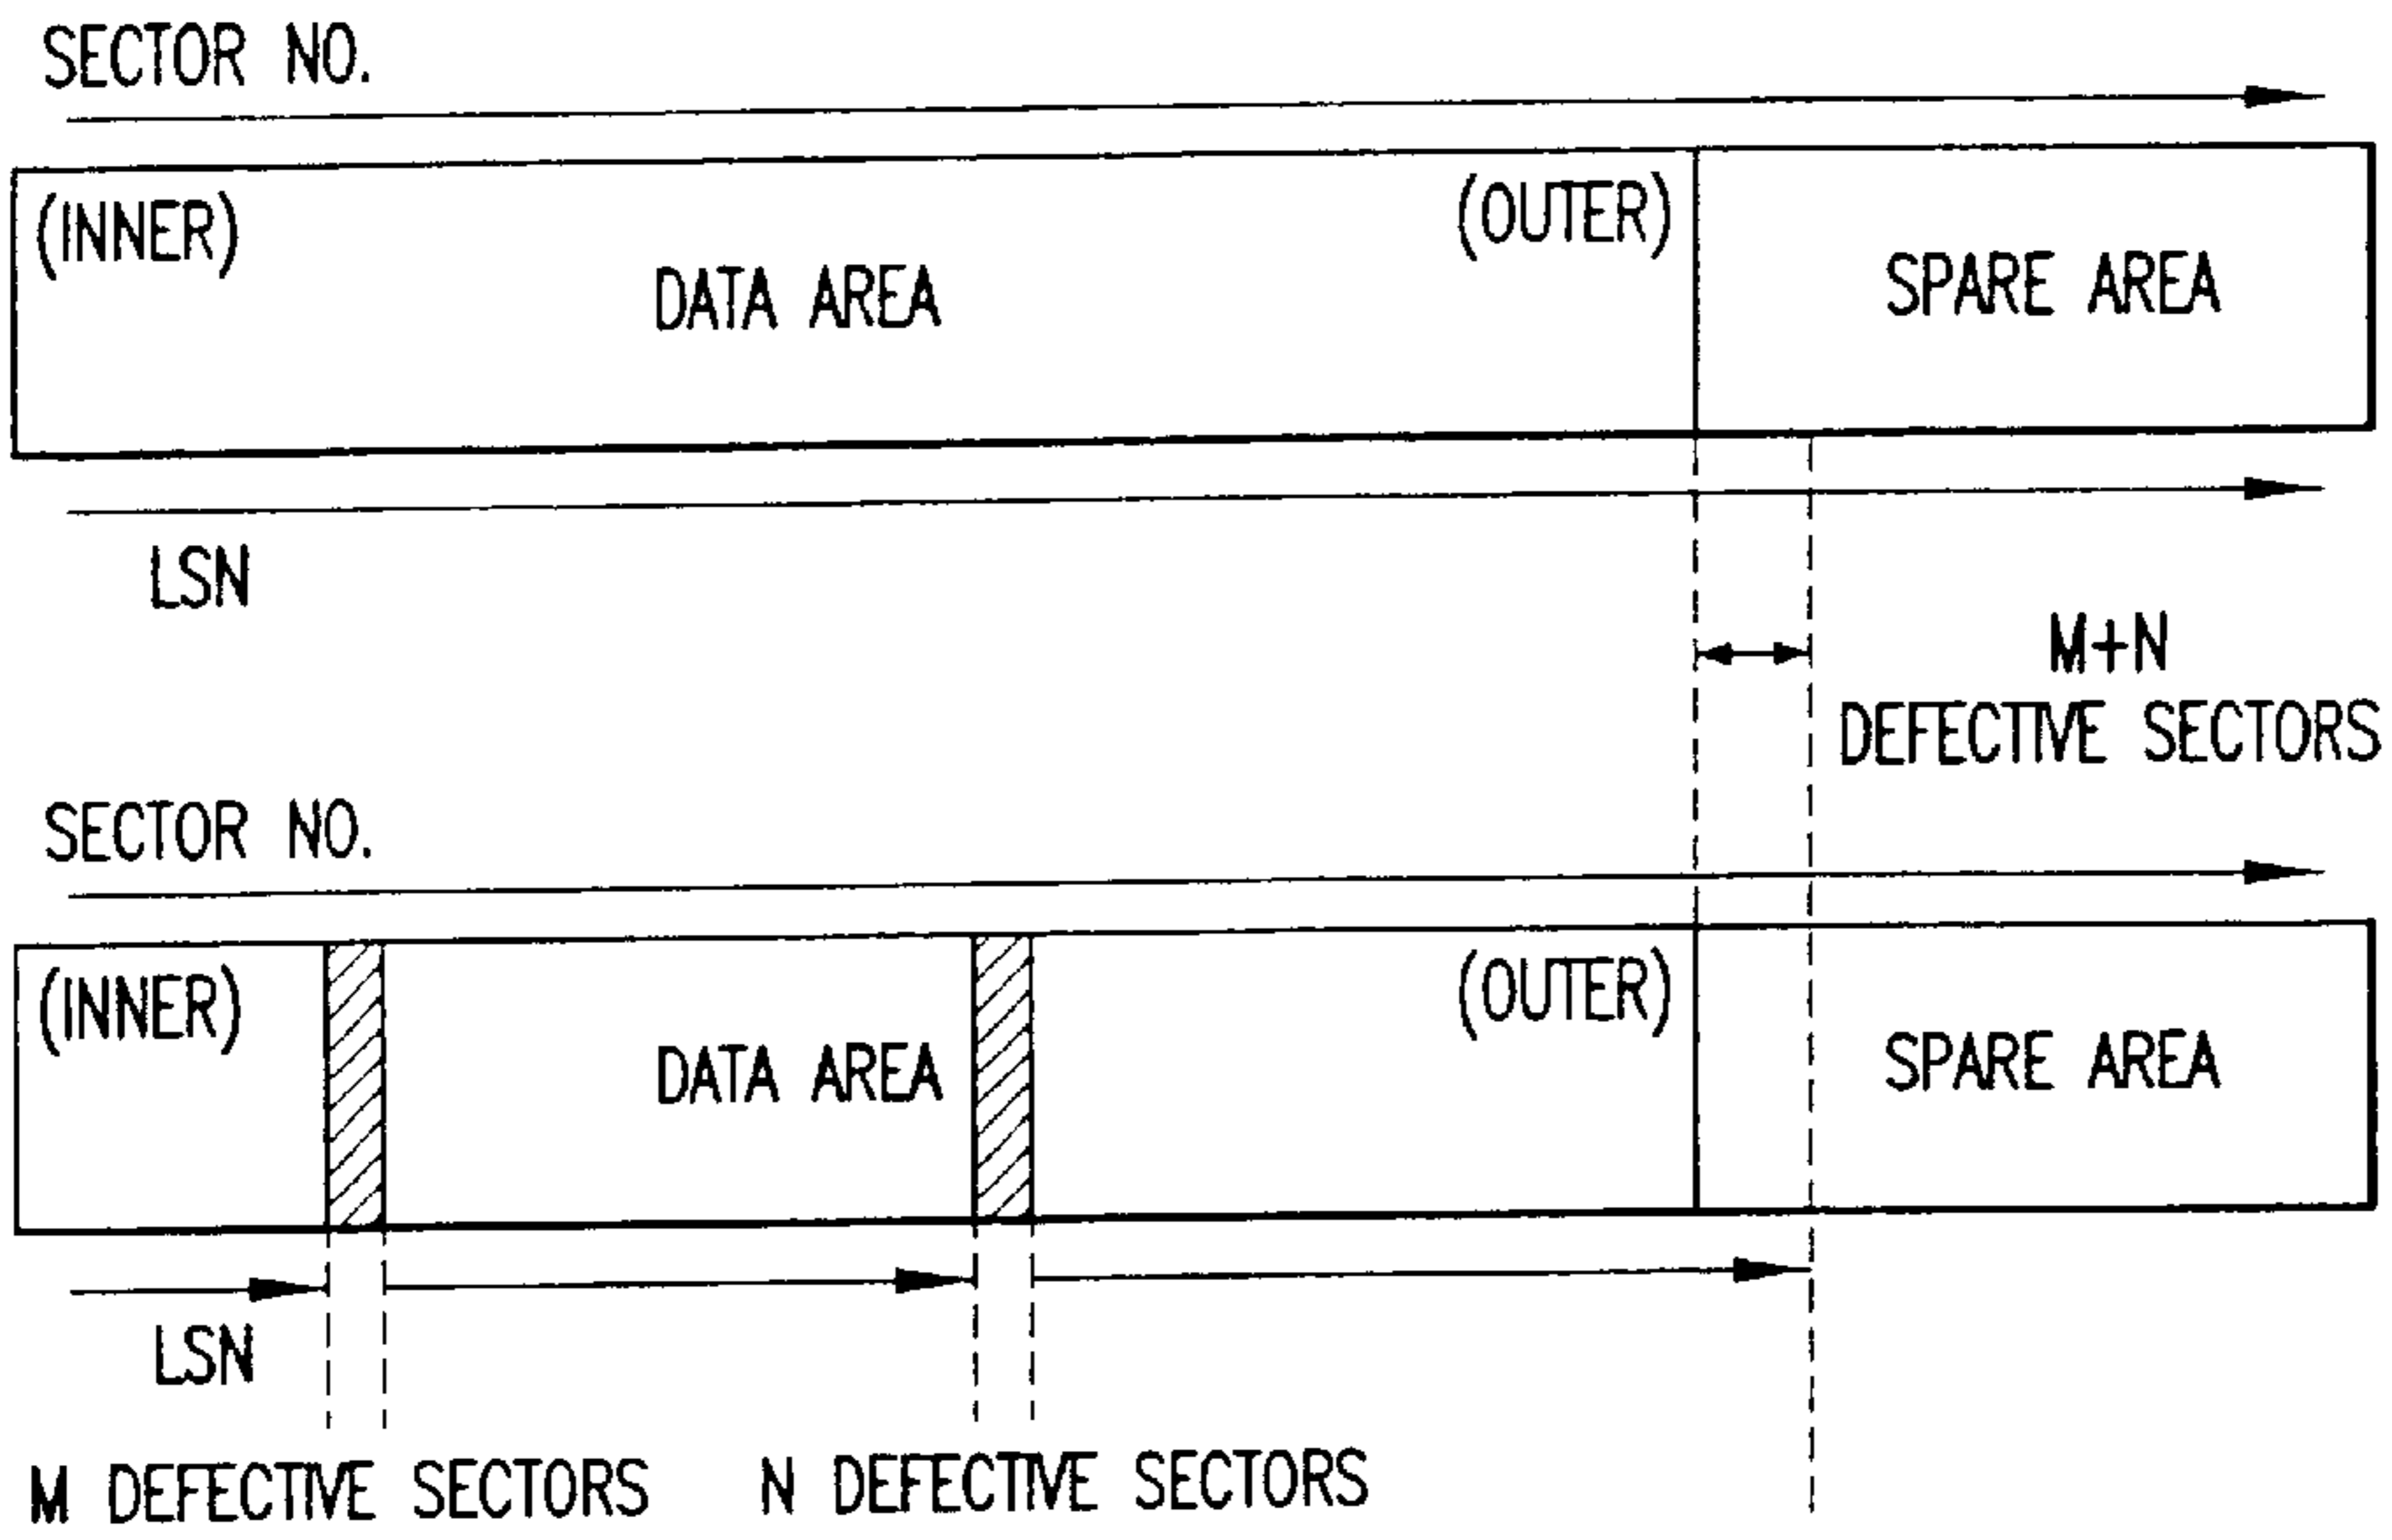 SECTOR NO.
(INNER)
(OUTER)
DATA AREA
SPARE AREA
LSN
M+N
DEFECTIVE SECTORS
SECTOR NO.
(INNER)
(OUTER)
DATA AREA
SPARE AREA
LSN
M DEFECTIVE SECTORS
N DEFECTIVE SECTORS